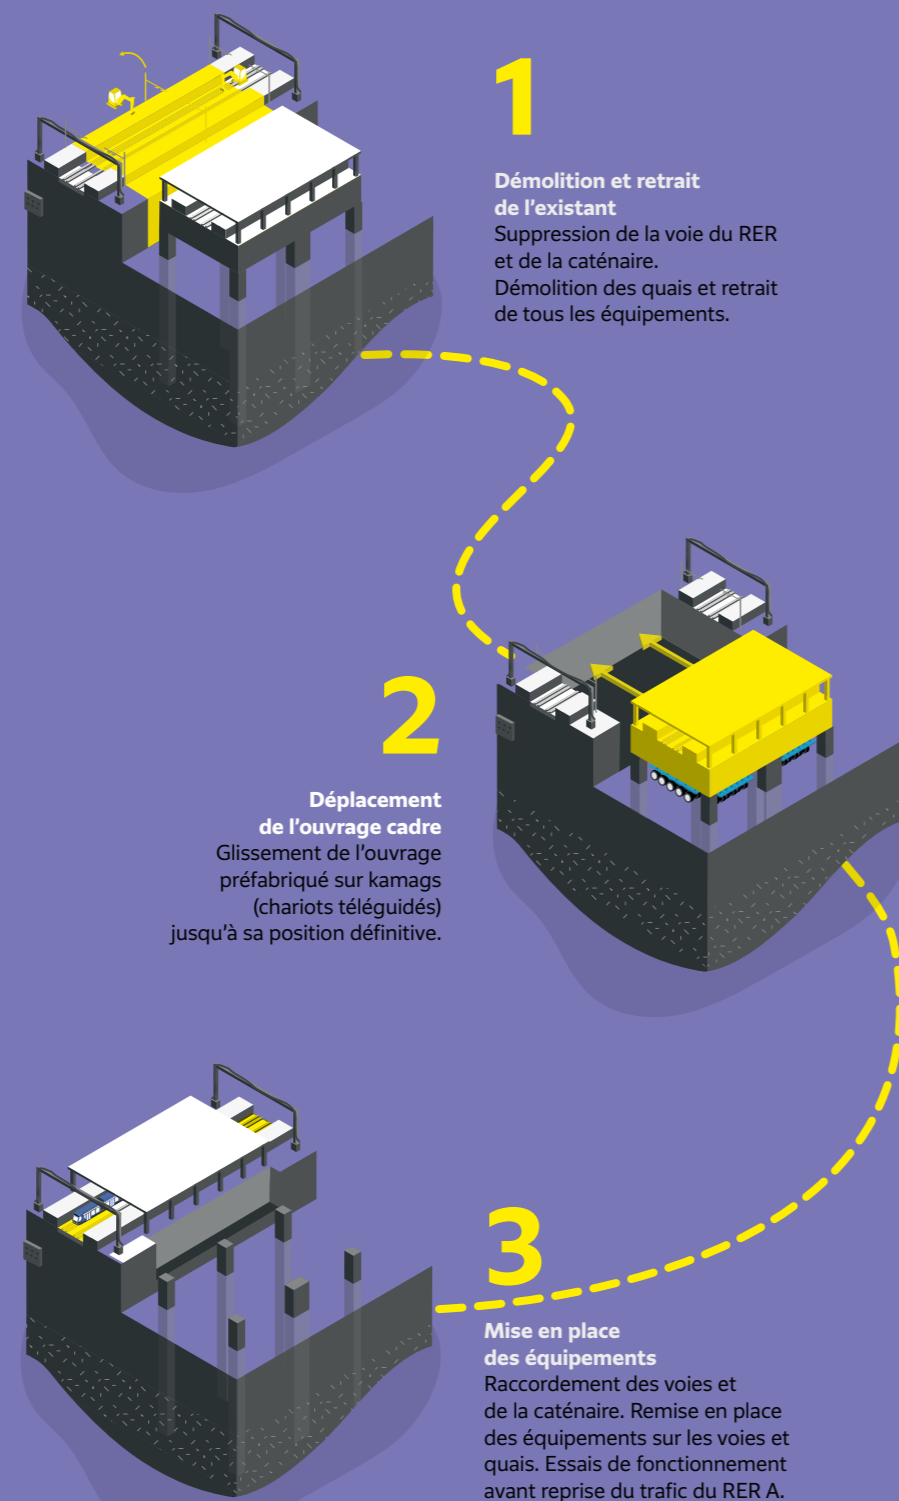 1
Démolition et retrait
de l’existant
Suppression de la voie du RER
et de la caténaire.
Démolition des quais et retrait
de tous les équipements.
2
Déplacement
de l’ouvrage cadre
Glissement de l’ouvrage
préfabriqué sur kamags
(chariots téléguidés)
jusqu’à sa position définitive.
3
Mise en place
des équipements
Raccordement des voies et
de la caténaire. Remise en place
des équipements sur les voies et
quais. Essais de fonctionnement
avant reprise du trafic du RER A.